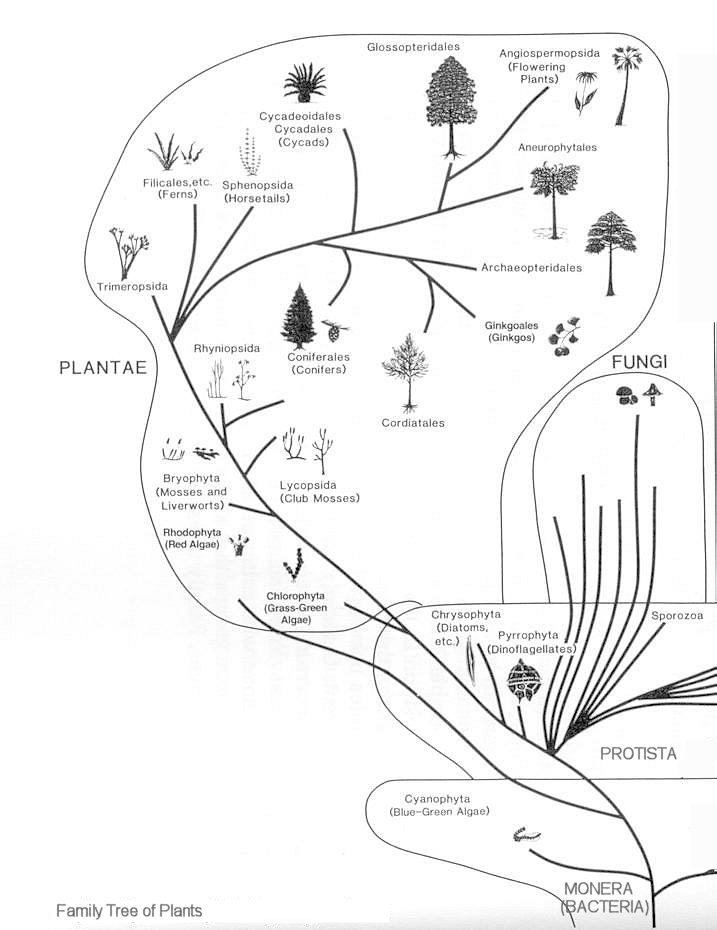 Glossopteridales
Angiospermopsida
(Flowering
Plants)
Cycadeoidales
Cycadales
(Cycads)
Aneurophytales
Filicales,etc.
(Ferns)
Sphenopsida
(Horsetails)
Trimeropsida
Archaeopteridales
Ginkgoales
(Ginkgos)
Rhyniopsida
Coniferales
(Conifers)
PLANTAE
FUNGI
Cordiatales
Bryophyta
(Mosses and
Liverworts)
Lycopsida
(Club Mosses)
Rhodophyta
(Red Algae)
Chlorophyta
(Grass-Green
Algae)
Chrysophyta
(Diatoms,
etc.)
Pyrrophyta
(Dinoflagellates)
Sporozoa
PROTISTA
Cyanophyta
(Blue-Green Algae)
MONERA
(BACTERIA)
Family Tree of Plants